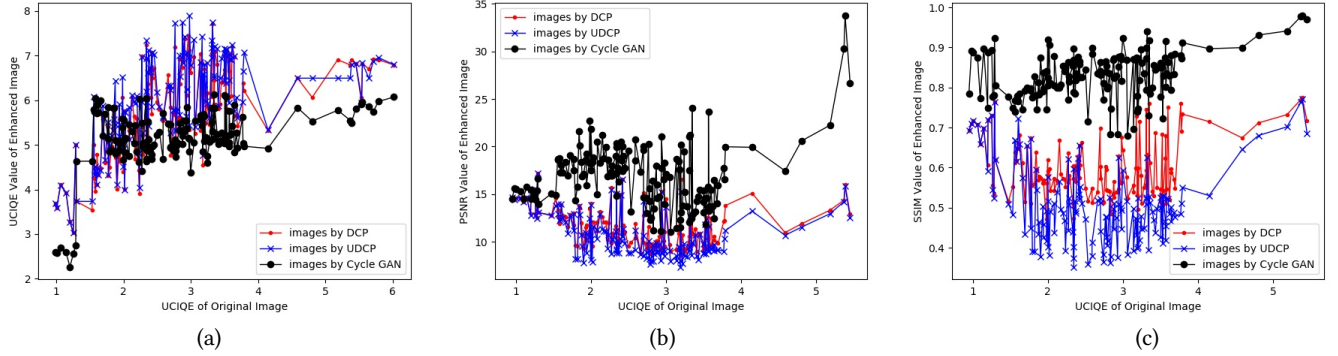 UCIQE Value of Enhanced Image
8
7
6
5
4
3
2
1
2
3
4
5
6
UCIQE of Original Image
images by DCP
images by UDCP
images by Cycle GAN
(a)
PSNR Value of Enhanced Image
35
30
25
20
15
10
1
2
3
4
5
UCIQE of Original Image
images by DCP
images by UDCP
images by Cycle GAN
(b)
SSIM Value of Enhanced Image
1.0
0.9
0.8
0.7
0.6
0.5
0.4
1
2
3
4
5
UCIQE of Original Image
images by DCP
images by UDCP
images by Cycle GAN
(c)